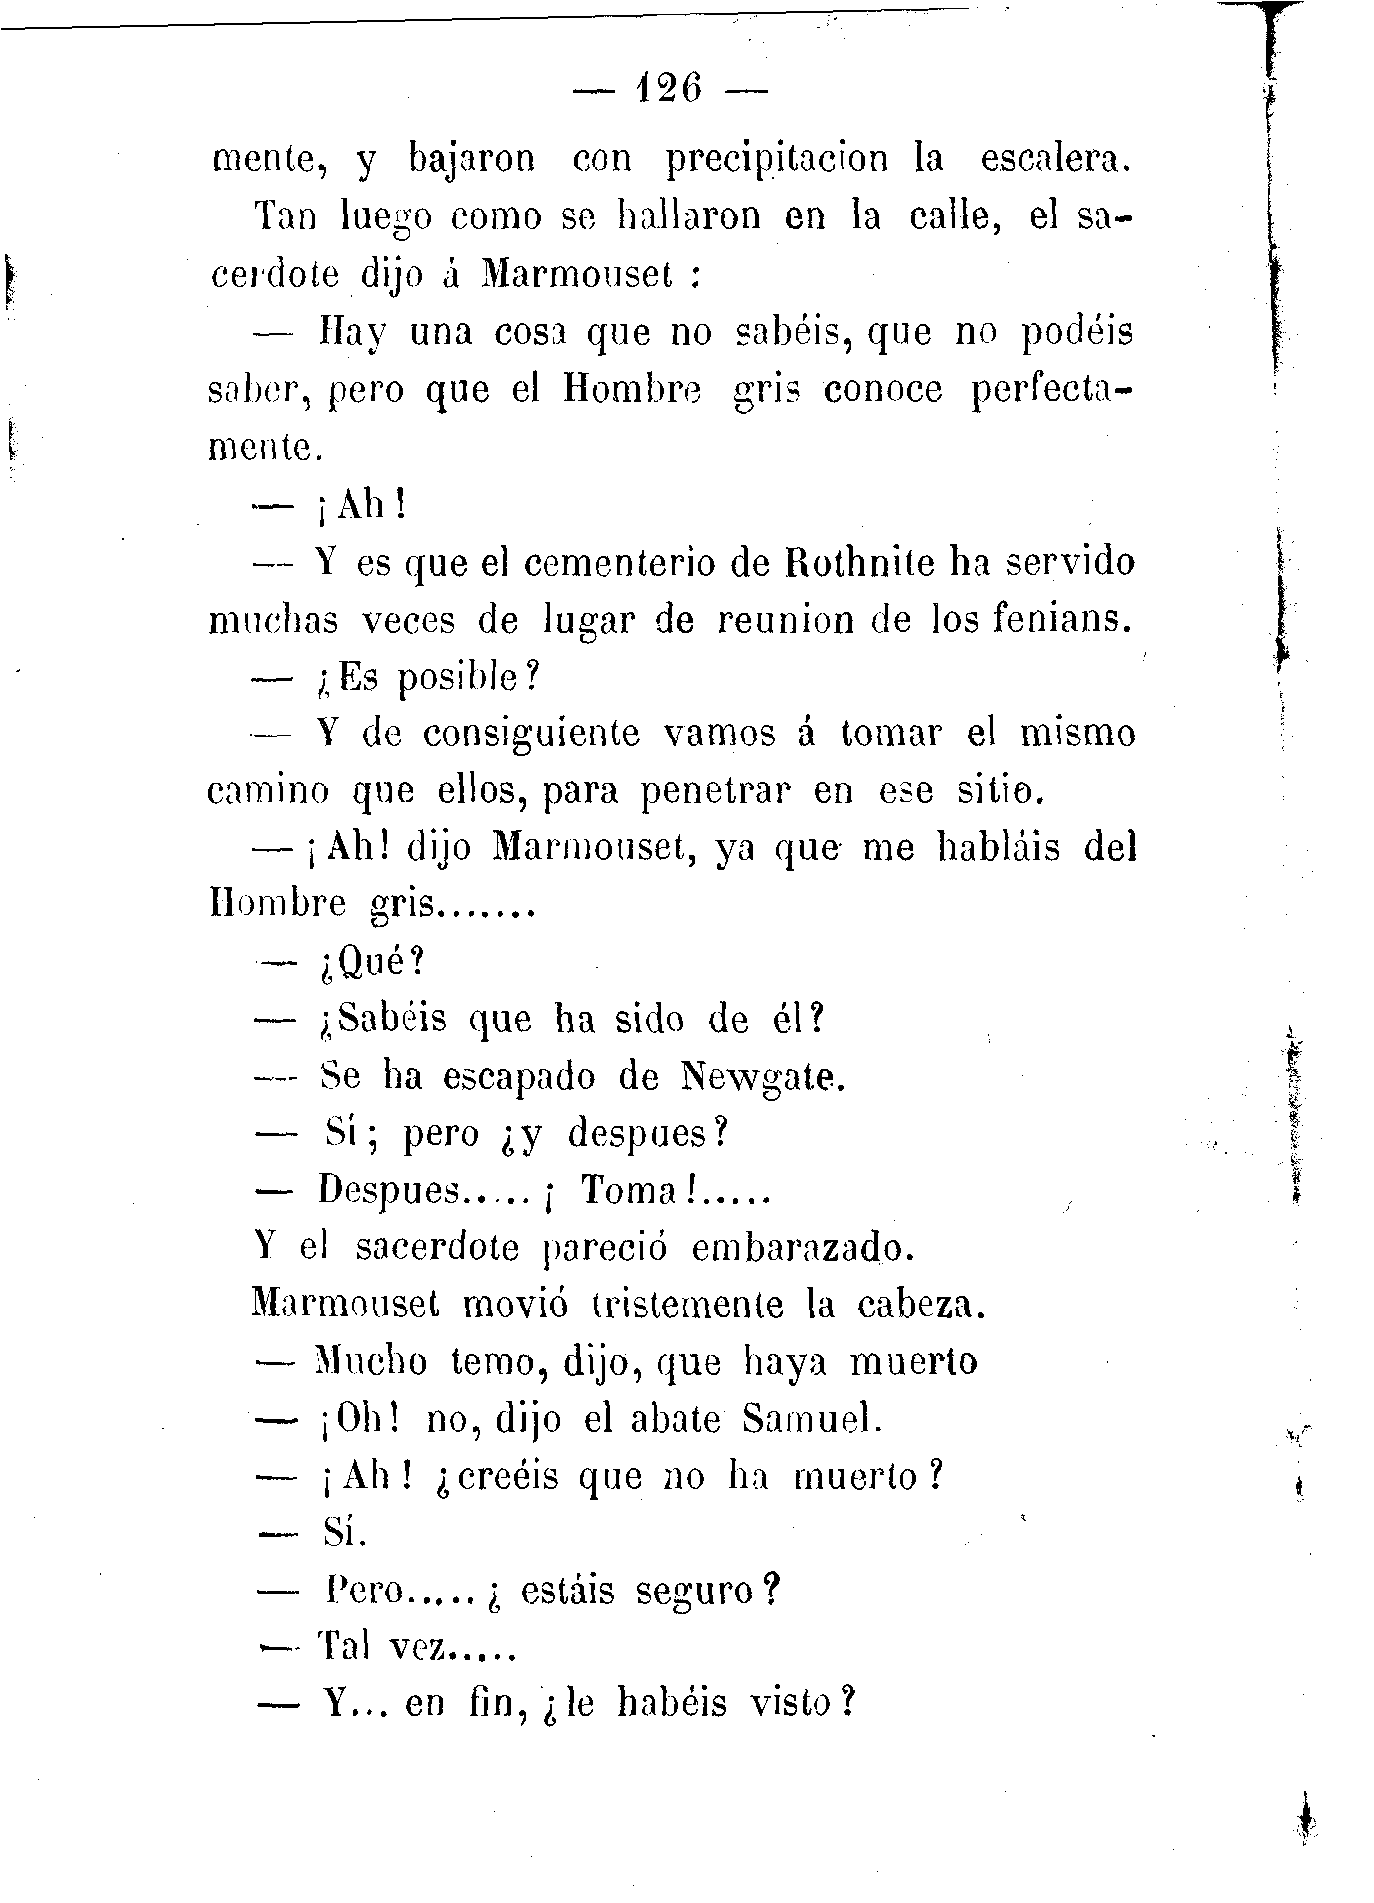 — 126 —
mente, y bajaron con precipitacion la escalera.
Tan luego como se hallaron en la calle, el sa-
cerdote dijo á Marmouset :
— Hay una cosa que no sabéis, que no podéis
saber, pero que el Hombre gris conoce perfecta-
mente.
— ¡Ah!
— Y es que el cementerio de Rothnite ha servido
muchas veces de lugar de reunion de los fenians.
— ¿Es posible?
— Y de consiguiente vamos á tomar el mismo
camino que ellos, para penetrar en ese sitio.
— ¡Ah! dijo Marmouset, ya que me habláis del
Hombre gris.......
— ¿Qué?
— ¿Sabéis que ha sido de él?
— Se ha escapado de Newgate.
— Sí; pero ¿y despues?
— Despues..... ¡ Toma!.....
Y el sacerdote pareció embarazado.
Marmouset movió tristemente la cabeza.
— Mucho temo, dijo, que haya muerto
— ¡Oh! no, dijo el abate Samuel.
— ¡Ah! ¿creéis que no ha muerto?
— Sí.
— Pero..... ¿ estáis seguro?
— Tal vez.....
— Y... en fin, ¿le habéis visto?